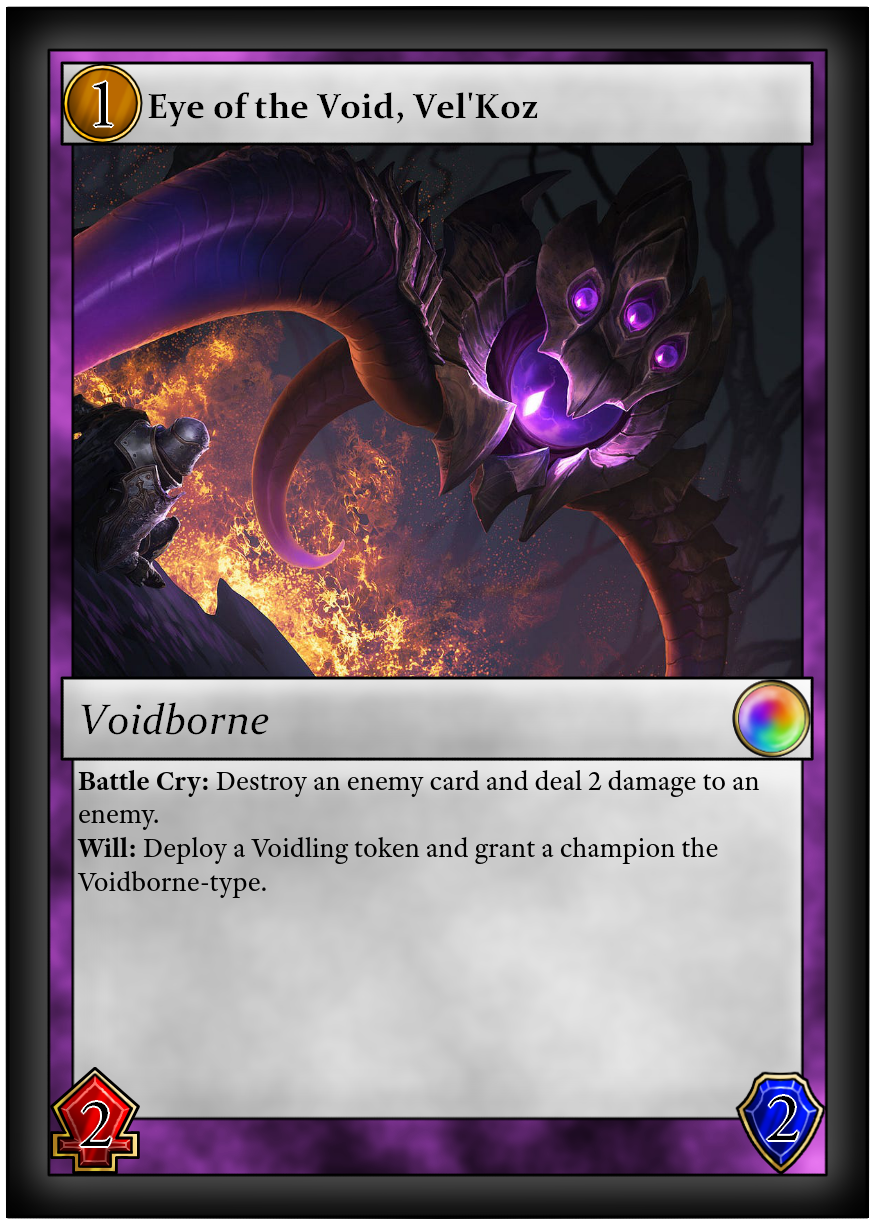 1
Eye of the Void, Vel'Koz
Voidborne
Battle Cry: Destroy an enemy card and deal 2 damage to an
enemy.
Will: Deploy a Voidling token and grant a champion the
Voidborne-type.
2
2